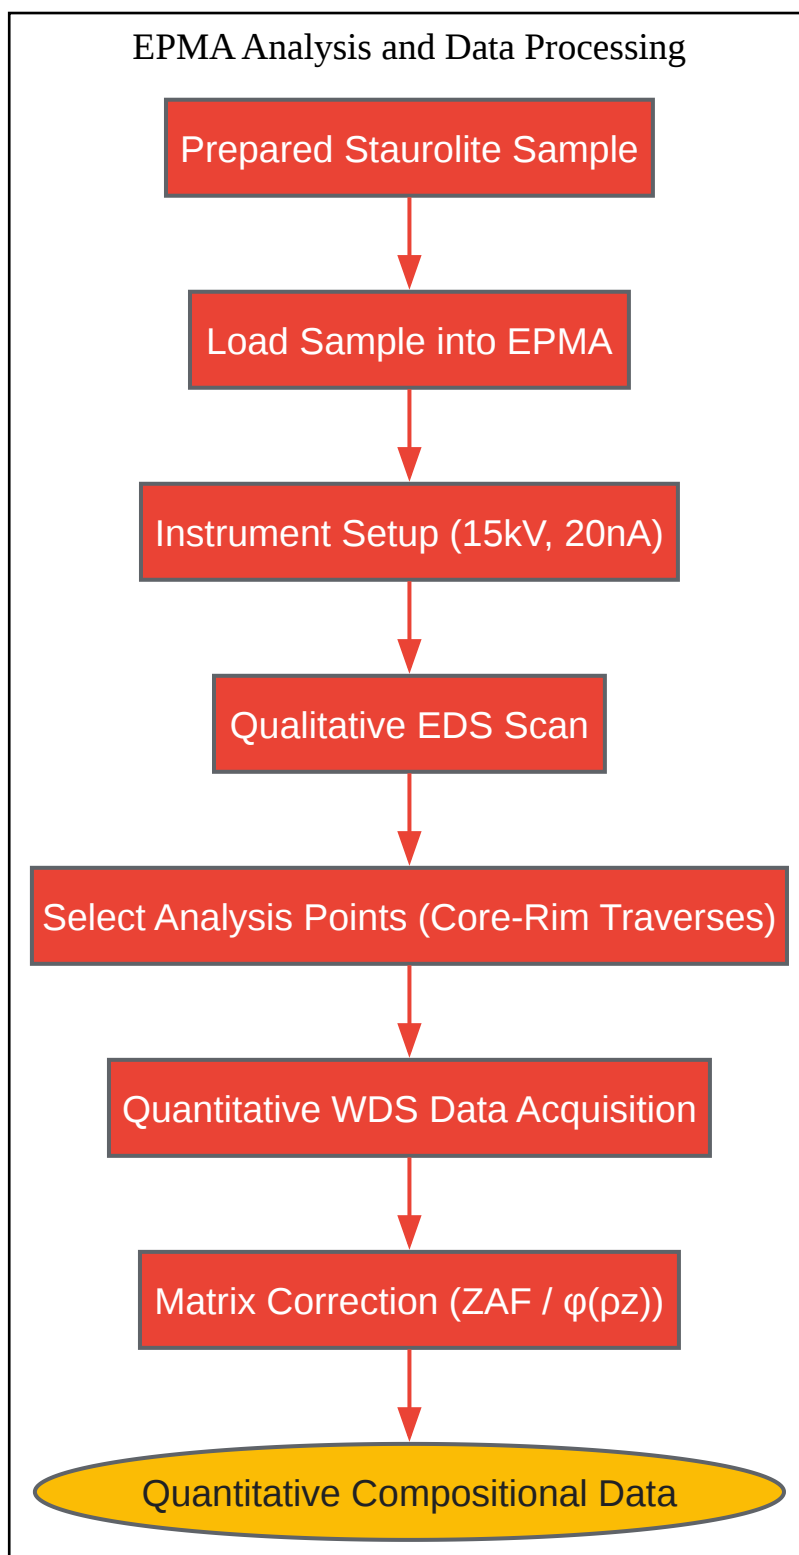 EPMA Analysis and Data Processing
Prepared Staurolite Sample
Load Sample into EPMA
Instrument Setup (15kV, 20nA)
Qualitative EDS Scan
Select Analysis Points (Core-Rim Traverses)
Quantitative WDS Data Acquisition
Matrix Correction (ZAF / φ(ρz))
Quantitative Compositional Data